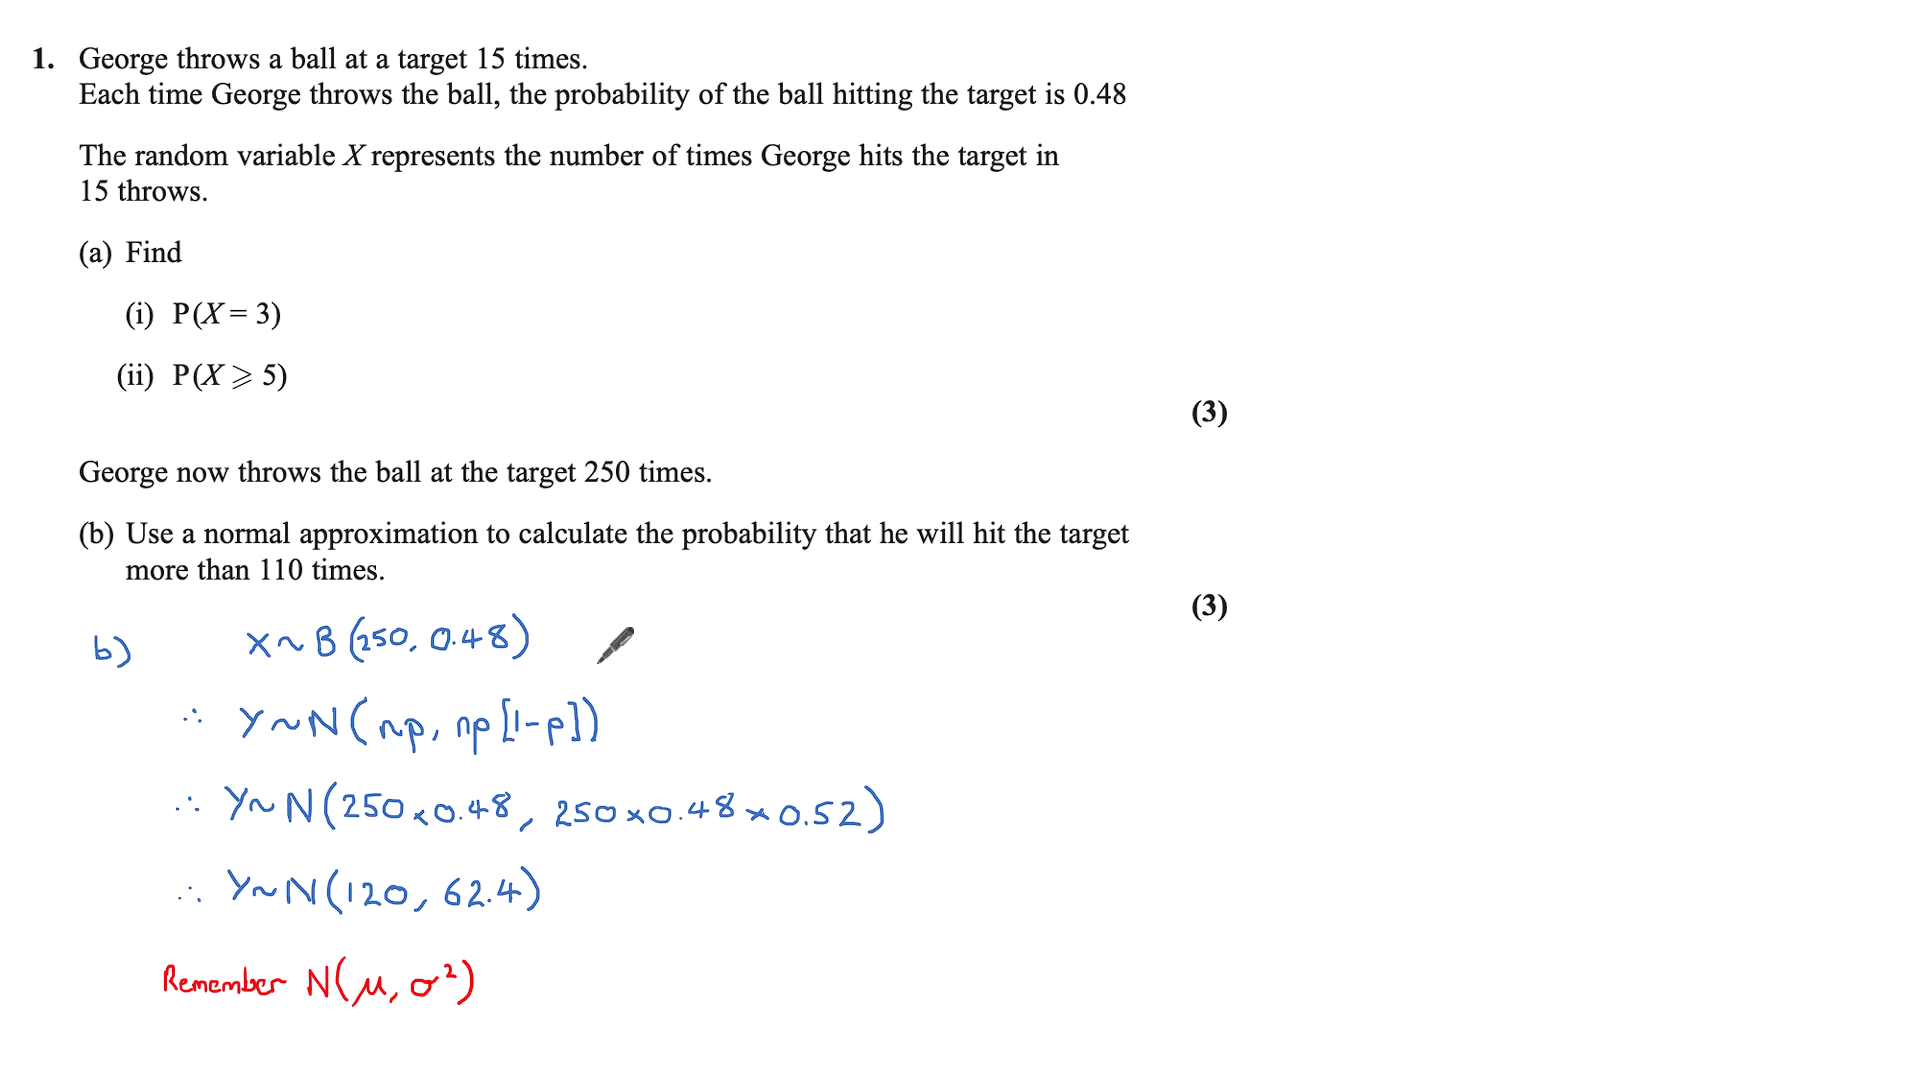 1. George throws a ball at a target 15 times.
Each time George throws the ball, the probability of the ball hitting the target is 0.48
The random variable X represents the number of times George hits the target in
15 throws.
(a) Find
(i) P(X = 3)
(ii) P(X ⩾ 5)
(3)
George now throws the ball at the target 250 times.
(b) Use a normal approximation to calculate the probability that he will hit the target
more than 110 times.
(3)
b) X~B(250, 0.48)
∴ Y~N(np, np[1-p])
∴ Y~N(250×0.48, 250×0.48×0.52)
∴ Y~N(120, 62.4)
Remember N(μ, σ²)